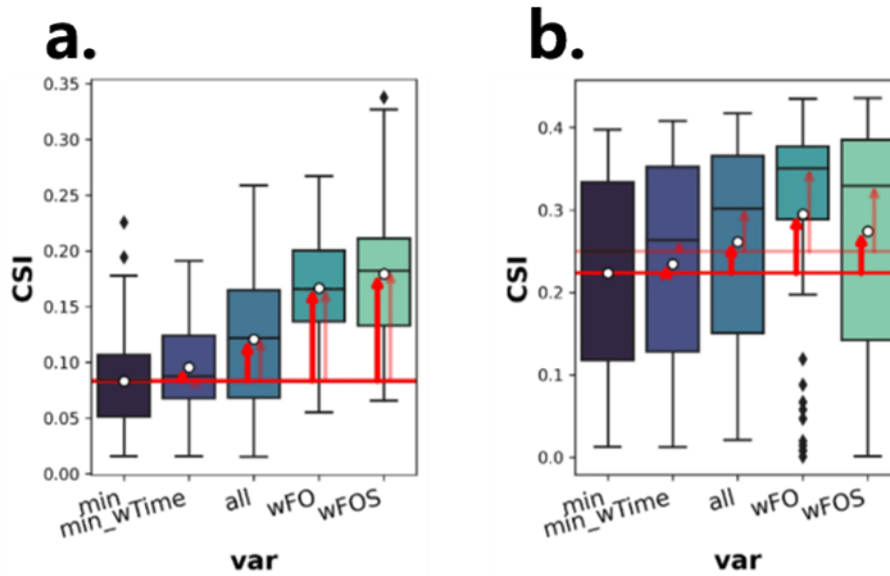 a.
0.35
0.30
0.25
0.20
0.15
0.10
0.05
0.00
CSI
min
min_wTime
all
wFO
wFOS
var
b.
0.4
0.3
0.2
0.1
0.0
CSI
min
min_wTime
all
wFO
wFOS
var